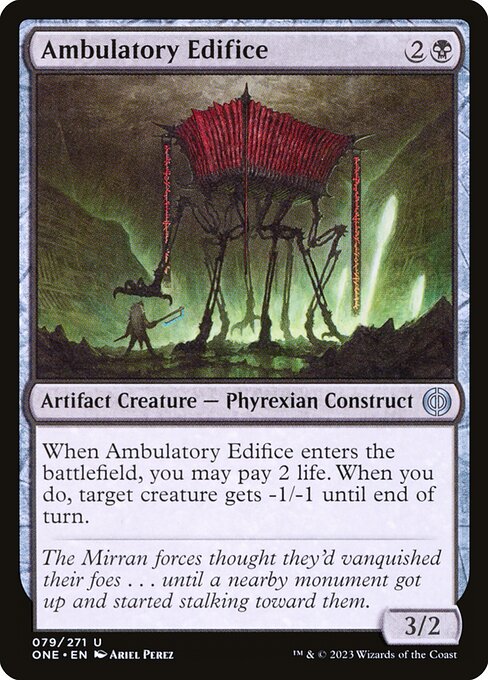 Ambulatory Edifice 2
Artifact Creature — Phyrexian Construct
When Ambulatory Edifice enters the
battlefield, you may pay 2 life. When you
do, target creature gets -1/-1 until end of
turn.
The Mirran forces thought they'd vanquished
their foes . . . until a nearby monument got
up and started stalking toward them.
3/2
079/271 U
ONE • EN Ariel Perez
™ & © 2023 Wizards of the Coast